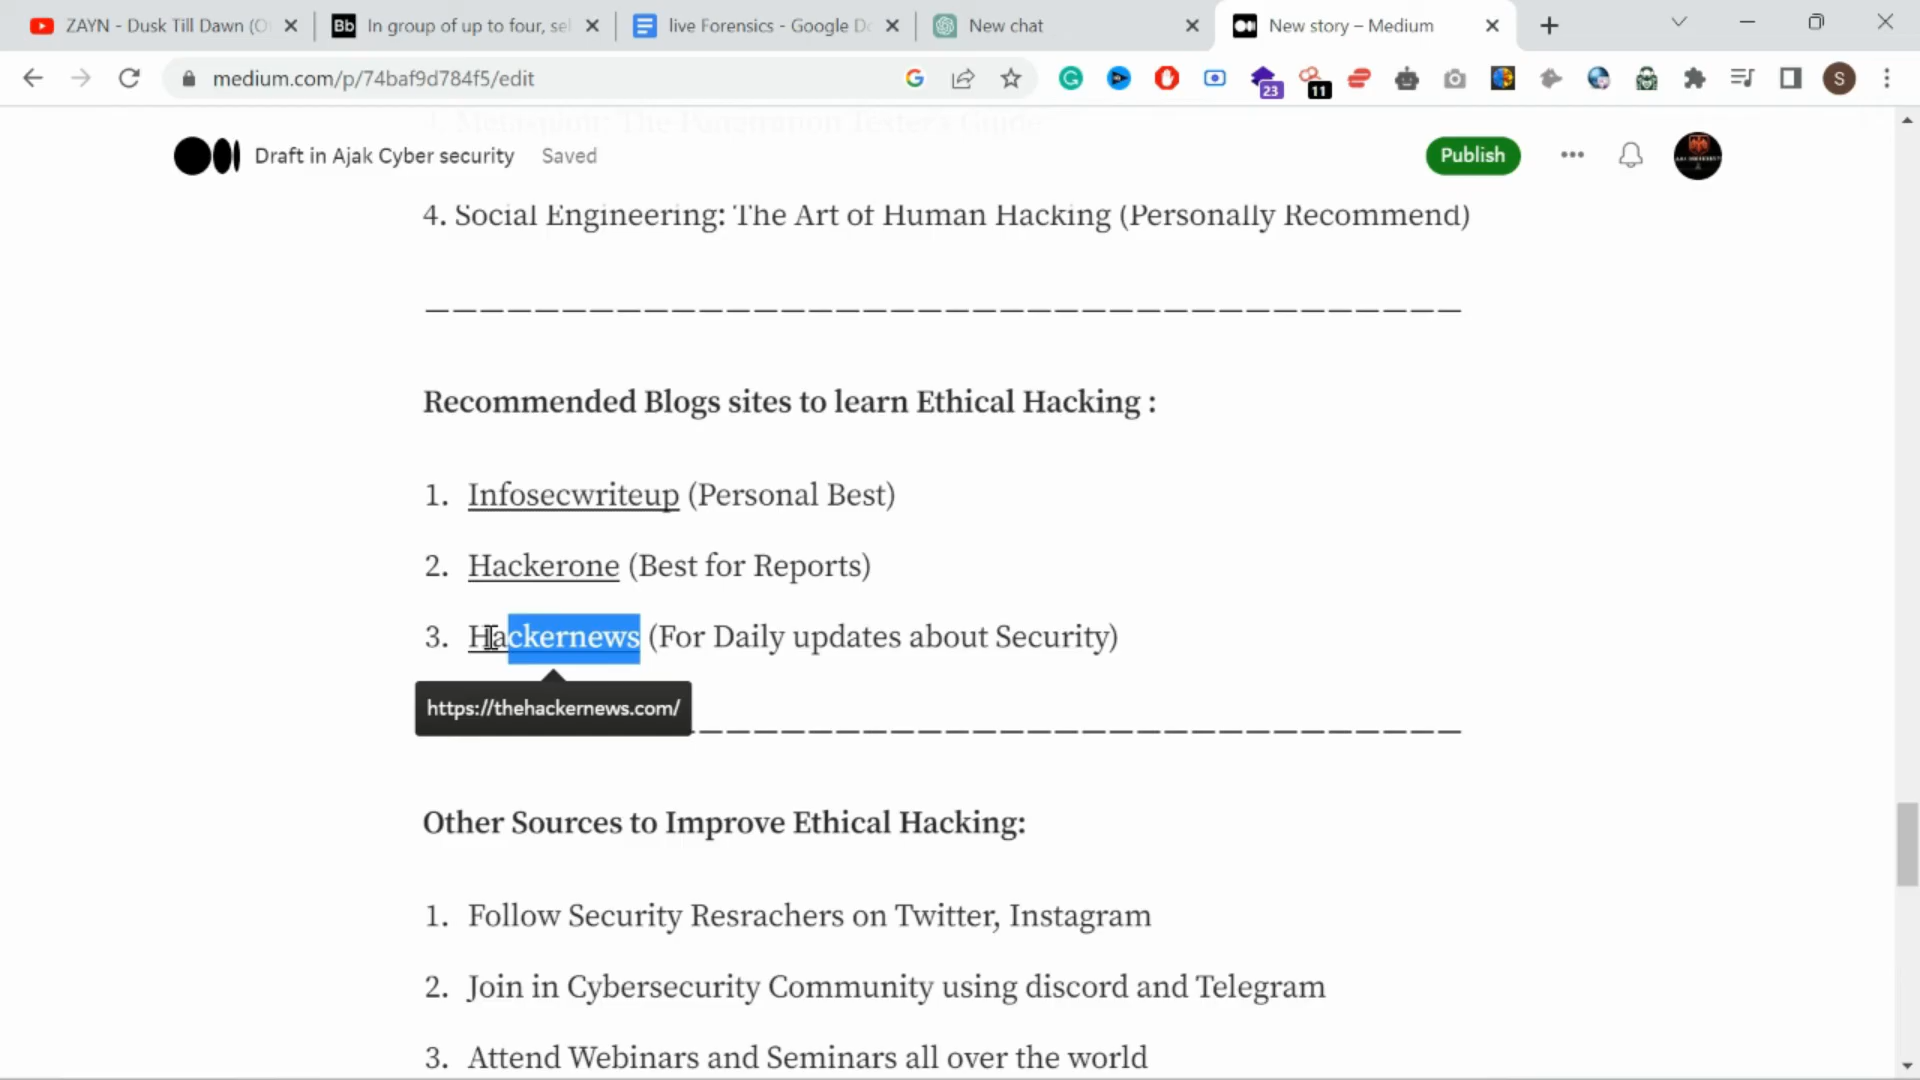 ZAYN - Dusk Till Dawn (O
In group of up to four, sel
live Forensics - Google Do
New chat
New story – Medium
medium.com/p/74baf9d784f5/edit
23
11
S
Draft in Ajak Cyber security
Saved
Publish
4. Social Engineering: The Art of Human Hacking (Personally Recommend)
Recommended Blogs sites to learn Ethical Hacking :
1. Infosecwriteup (Personal Best)
2. Hackerone (Best for Reports)
3. Hackernews (For Daily updates about Security)
https://thehackernews.com/
Other Sources to Improve Ethical Hacking:
1. Follow Security Resrachers on Twitter, Instagram
2. Join in Cybersecurity Community using discord and Telegram
3. Attend Webinars and Seminars all over the world